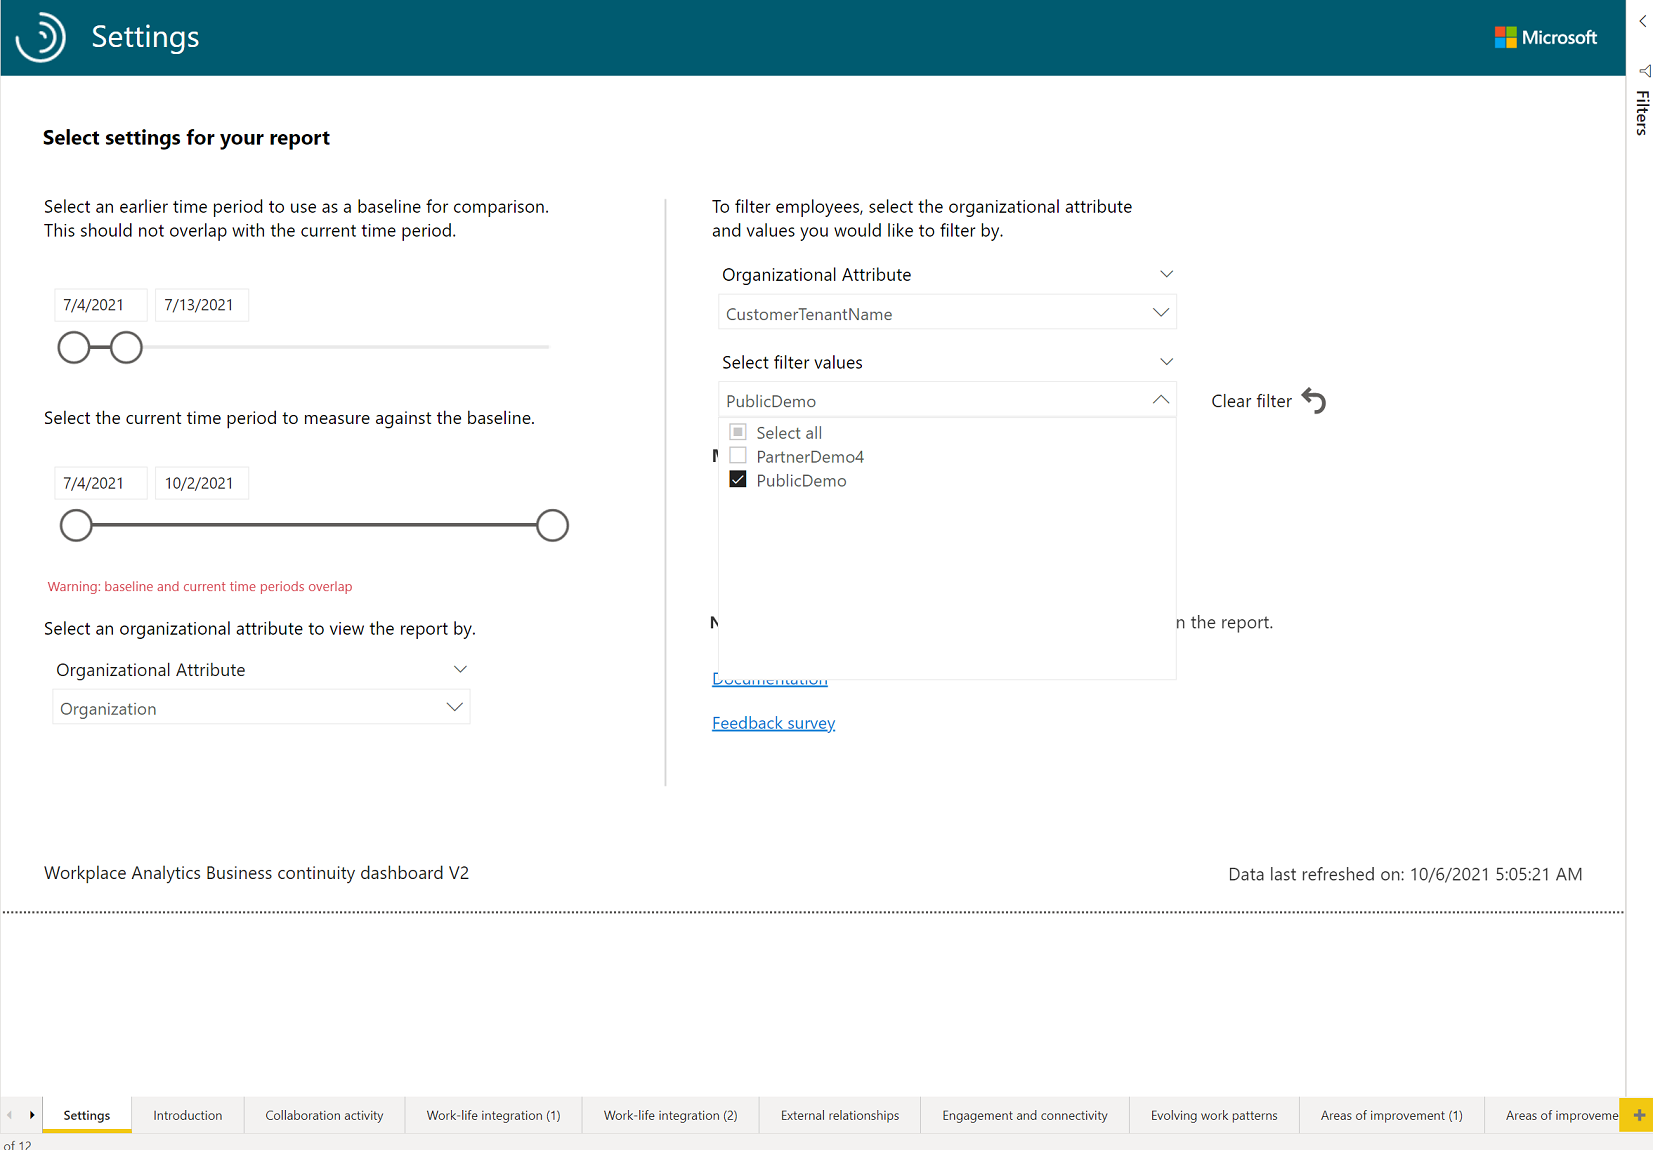 Settings
Microsoft
Filters
Select settings for your report
Select an earlier time period to use as a baseline for comparison.
This should not overlap with the current time period.
7/4/2021 7/13/2021
Select the current time period to measure against the baseline.
7/4/2021 10/2/2021
Warning: baseline and current time periods overlap
Select an organizational attribute to view the report by.
Organizational Attribute
Organization
To filter employees, select the organizational attribute
and values you would like to filter by.
Organizational Attribute
CustomerTenantName
Select filter values
PublicDemo
Clear filter
Select all
PartnerDemo4
PublicDemo
n the report.
Documentation
Feedback survey
Workplace Analytics Business continuity dashboard V2
Data last refreshed on: 10/6/2021 5:05:21 AM
Settings Introduction Collaboration activity Work-life integration (1) Work-life integration (2) External relationships Engagement and connectivity Evolving work patterns Areas of improvement (1) Areas of improveme
of 12